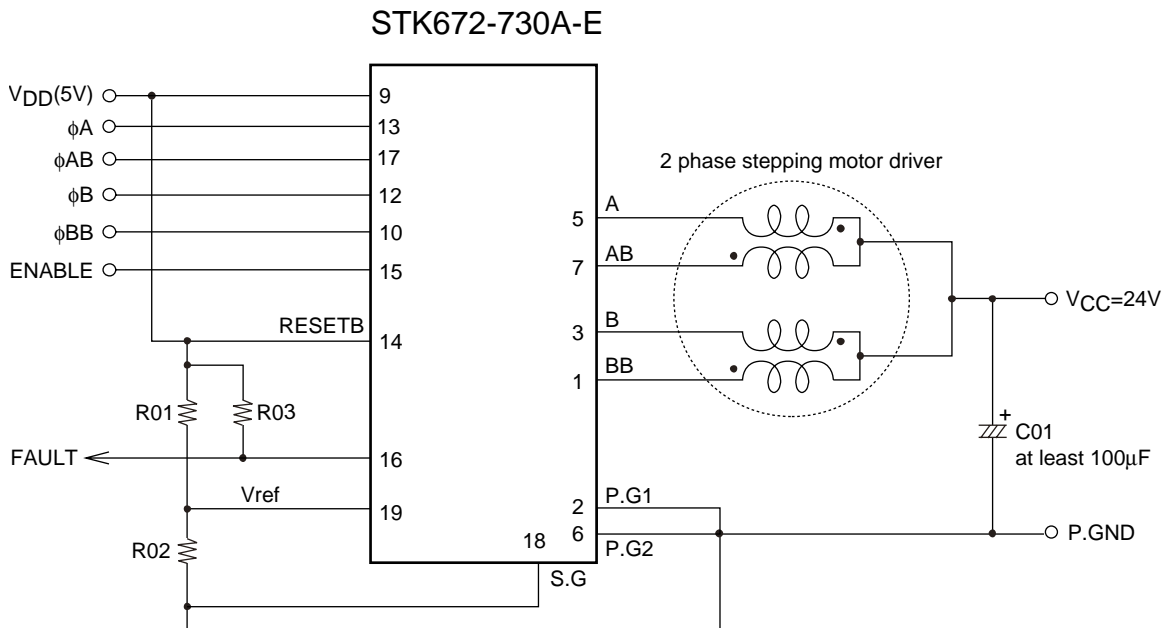 STK672-730A-E
VDD(5V)
ϕA
ϕAB
ϕB
ϕBB
ENABLE
RESETB
R01
R03
FAULT
Vref
R02
9
13
17
12
10
15
14
16
19
18
S.G
5
7
3
1
2
6
A
AB
B
BB
P.G1
P.G2
2 phase stepping motor driver
VCC=24V
+
C01
at least 100μF
P.GND